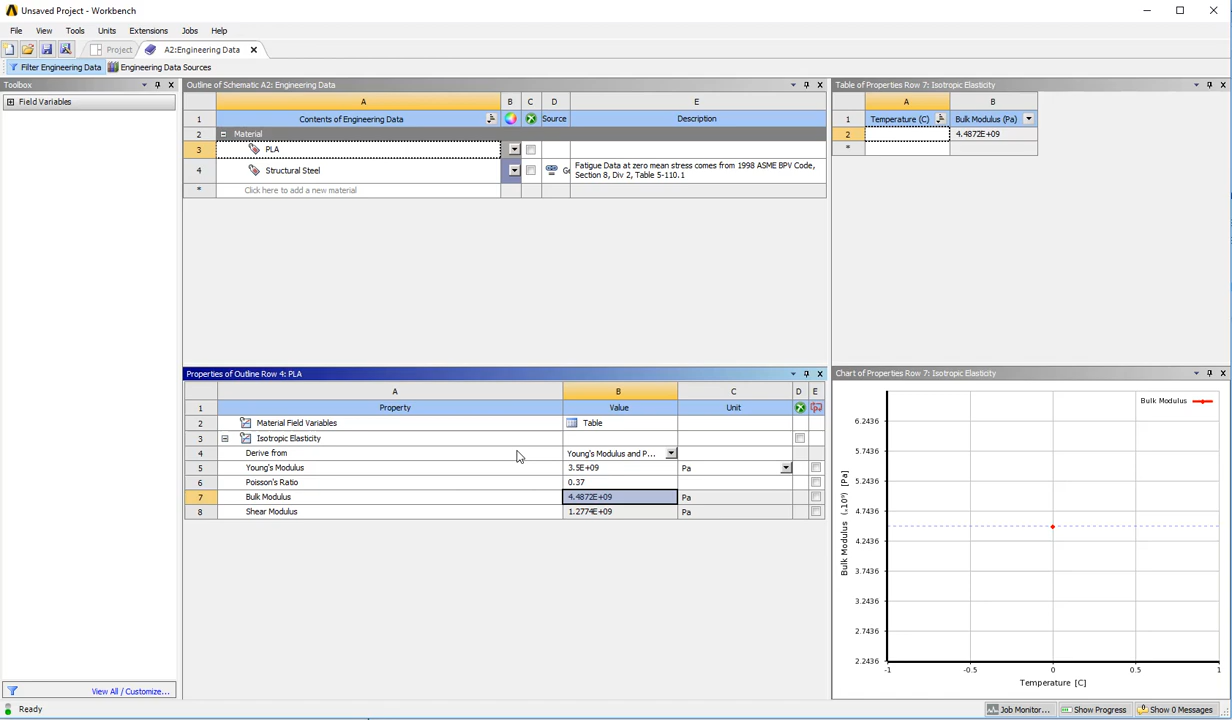 Unsaved Project - Workbench
File View Tools Units Extensions Jobs Help
Project A2:Engineering Data
Filter Engineering Data Engineering Data Sources
Toolbox
Field Variables
View All / Customize...
Outline of Schematic A2: Engineering Data
A B C D E
1 Contents of Engineering Data Source Description
2 Material
3 PLA
4 Structural Steel Ge Fatigue Data at zero mean stress comes from 1998 ASME BPV Code,
Section 8, Div 2, Table 5-110.1
* Click here to add a new material
Table of Properties Row 7: Isotropic Elasticity
A B
1 Temperature (C) Bulk Modulus (Pa)
2 4.4872E+09
*
Properties of Outline Row 4: PLA
A B C D E
1 Property Value Unit
2 Material Field Variables Table
3 Isotropic Elasticity
4 Derive from Young's Modulus and P...
5 Young's Modulus 3.5E+09 Pa
6 Poisson's Ratio 0.37
7 Bulk Modulus 4.4872E+09 Pa
8 Shear Modulus 1.2774E+09 Pa
Chart of Properties Row 7: Isotropic Elasticity
Bulk Modulus
6.2436
5.7436
5.2436
4.7436
4.2436
3.7436
3.2436
2.7436
2.2436
Bulk Modulus (.10⁹) [Pa]
-1 -0.5 0 0.5 1
Temperature [C]
Ready
Job Monitor... Show Progress Show 0 Messages